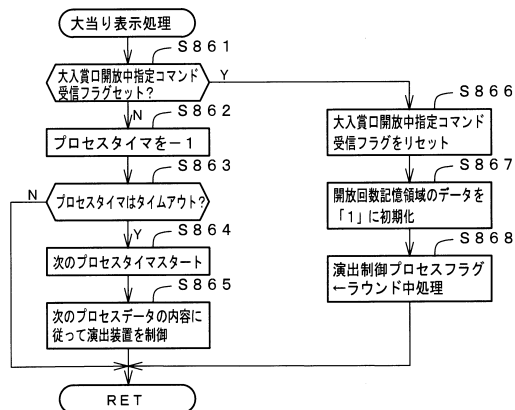 大当り表示処理
S861
大入賞口開放中指定コマンド
受信フラグセット?
Y
N
S862
プロセスタイマを-1
S863
N
プロセスタイマはタイムアウト?
Y
S864
次のプロセスタイマスタート
S865
次のプロセスデータの内容に
従って演出装置を制御
S866
大入賞口開放中指定コマンド
受信フラグをリセット
S867
開放回数記憶領域のデータを
「1」に初期化
S868
演出制御プロセスフラグ
←ラウンド中処理
RET